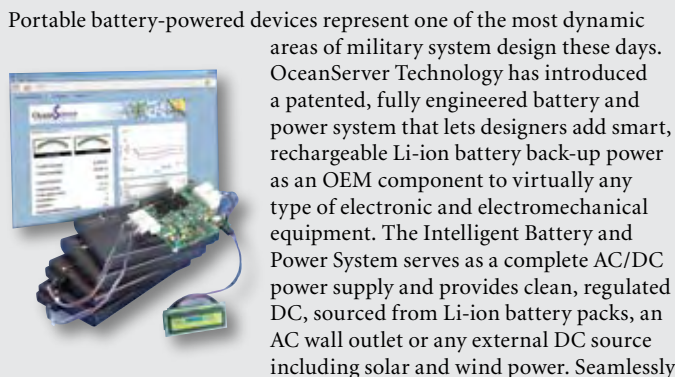 Portable battery-powered devices represent one of the most dynamic
areas of military system design these days.
OceanServer Technology has introduced
a patented, fully engineered battery and
power system that lets designers add smart,
rechargeable Li-ion battery back-up power
as an OEM component to virtually any
type of electronic and electromechanical
equipment. The Intelligent Battery and
Power System serves as a complete AC/DC
power supply and provides clean, regulated
DC, sourced from Li-ion battery packs, an
AC wall outlet or any external DC source
including solar and wind power. Seamlessly
OceanServer